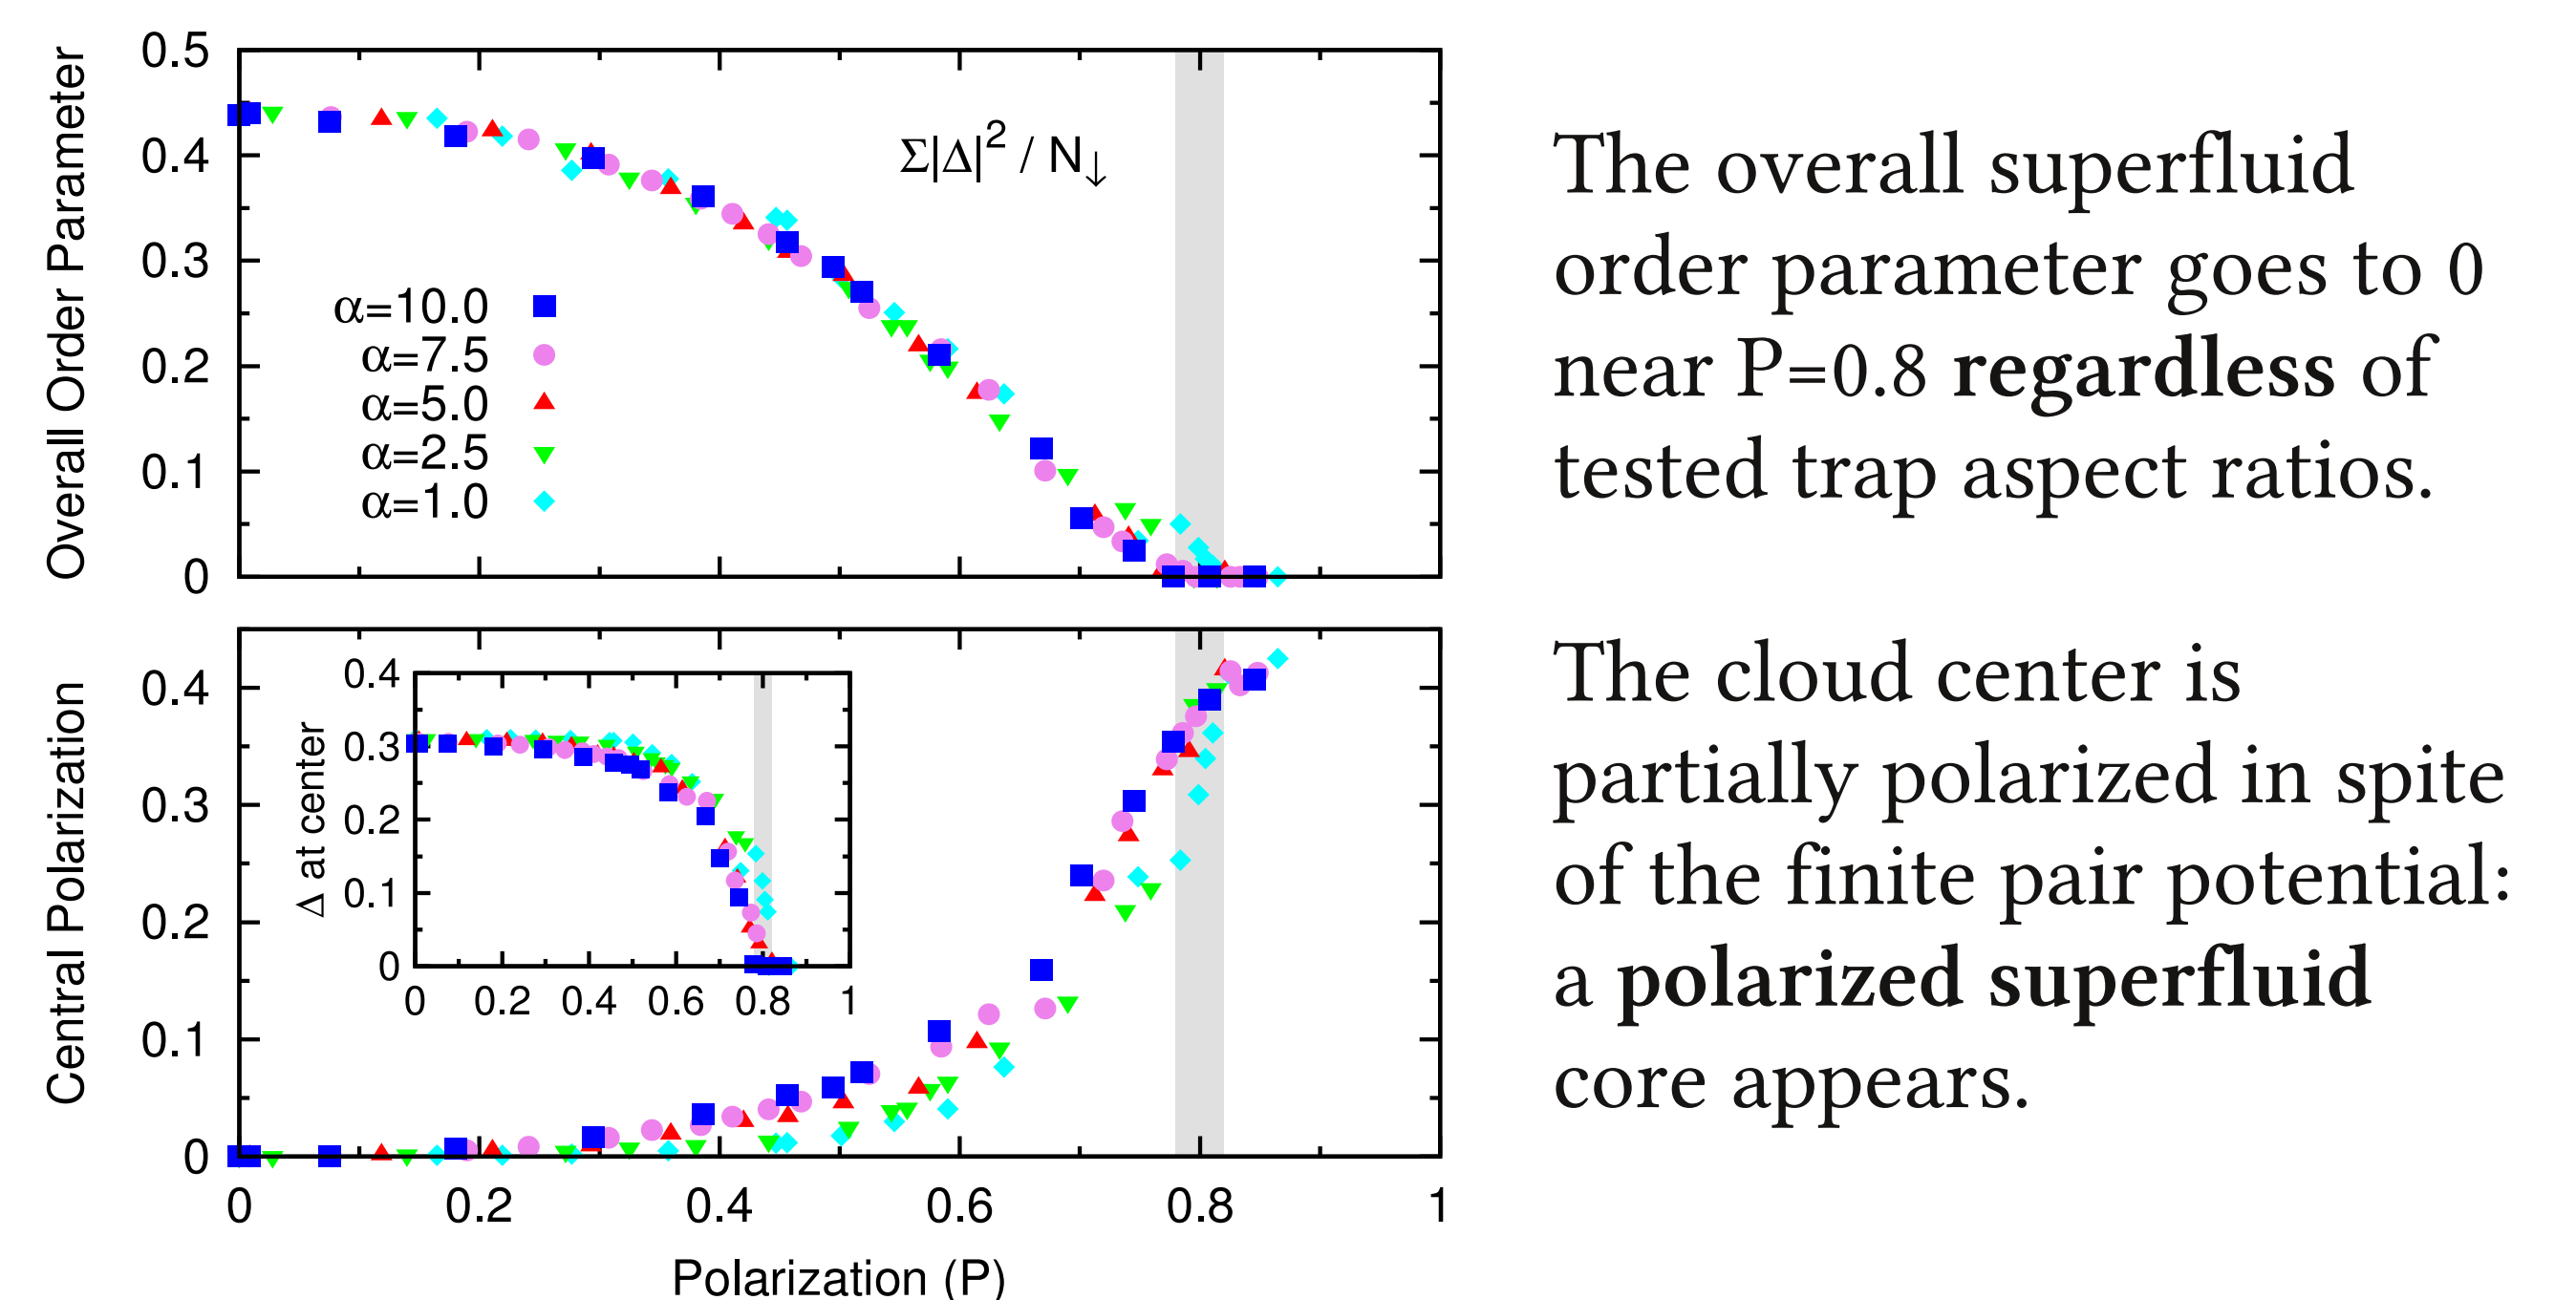 Overall Order Parameter
0.5
0.4
0.3
0.2
0.1
0
Σ|Δ|² / N↓
α=10.0
α=7.5
α=5.0
α=2.5
α=1.0
The overall superfluid
order parameter goes to 0
near P=0.8 regardless of
tested trap aspect ratios.
Central Polarization
0.4
0.3
0.2
0.1
0
Δ at center
0.4
0.3
0.2
0.1
0
0 0.2 0.4 0.6 0.8 1
0 0.2 0.4 0.6 0.8 1
Polarization (P)
The cloud center is
partially polarized in spite
of the finite pair potential:
a polarized superfluid
core appears.